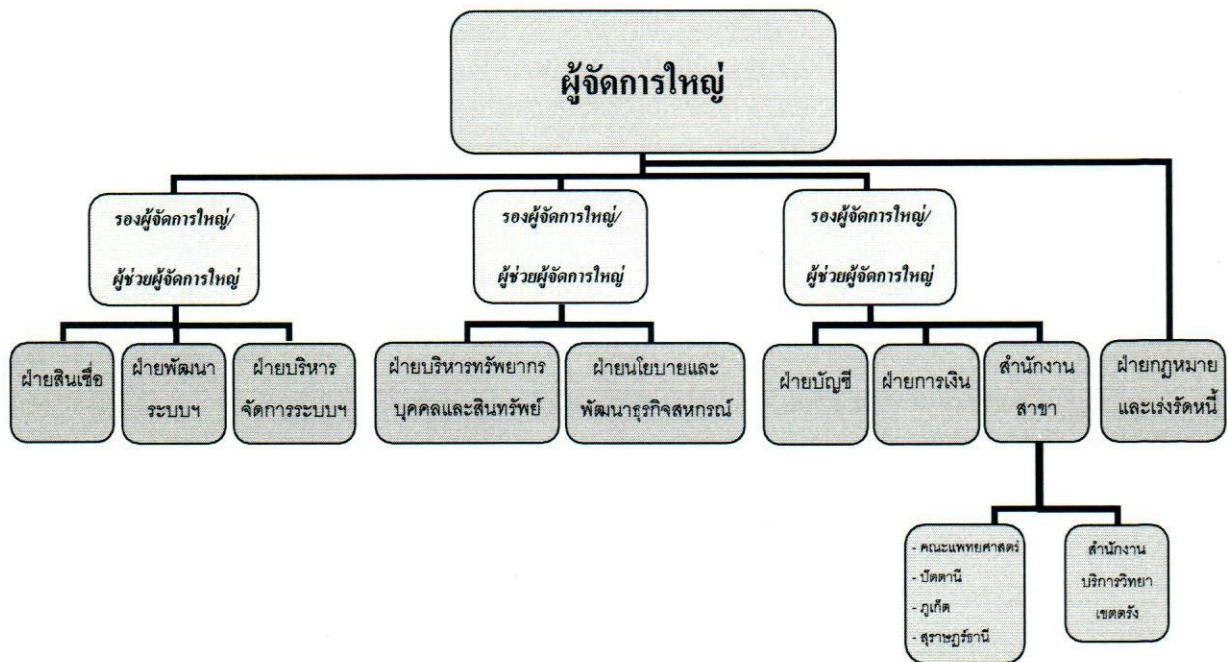 ผู้จัดการใหญ่
รองผู้จัดการใหญ่/
ผู้ช่วยผู้จัดการใหญ่
รองผู้จัดการใหญ่/
ผู้ช่วยผู้จัดการใหญ่
รองผู้จัดการใหญ่/
ผู้ช่วยผู้จัดการใหญ่
ฝ่ายสินเชื่อ
ฝ่ายพัฒนา
ระบบฯ
ฝ่ายบริหาร
จัดการระบบฯ
ฝ่ายบริหารทรัพยากร
บุคคลและสินทรัพย์
ฝ่ายนโยบายและ
พัฒนาธุรกิจสหกรณ์
ฝ่ายบัญชี
ฝ่ายการเงิน
สำนักงาน
สาขา
ฝ่ายกฎหมาย
และเร่งรัดหนี้
- คณะแพทยศาสตร์
- ปัตตานี
- ภูเก็ต
- สุราษฎร์ธานี
สำนักงาน
บริการวิทยา
เขตตรัง